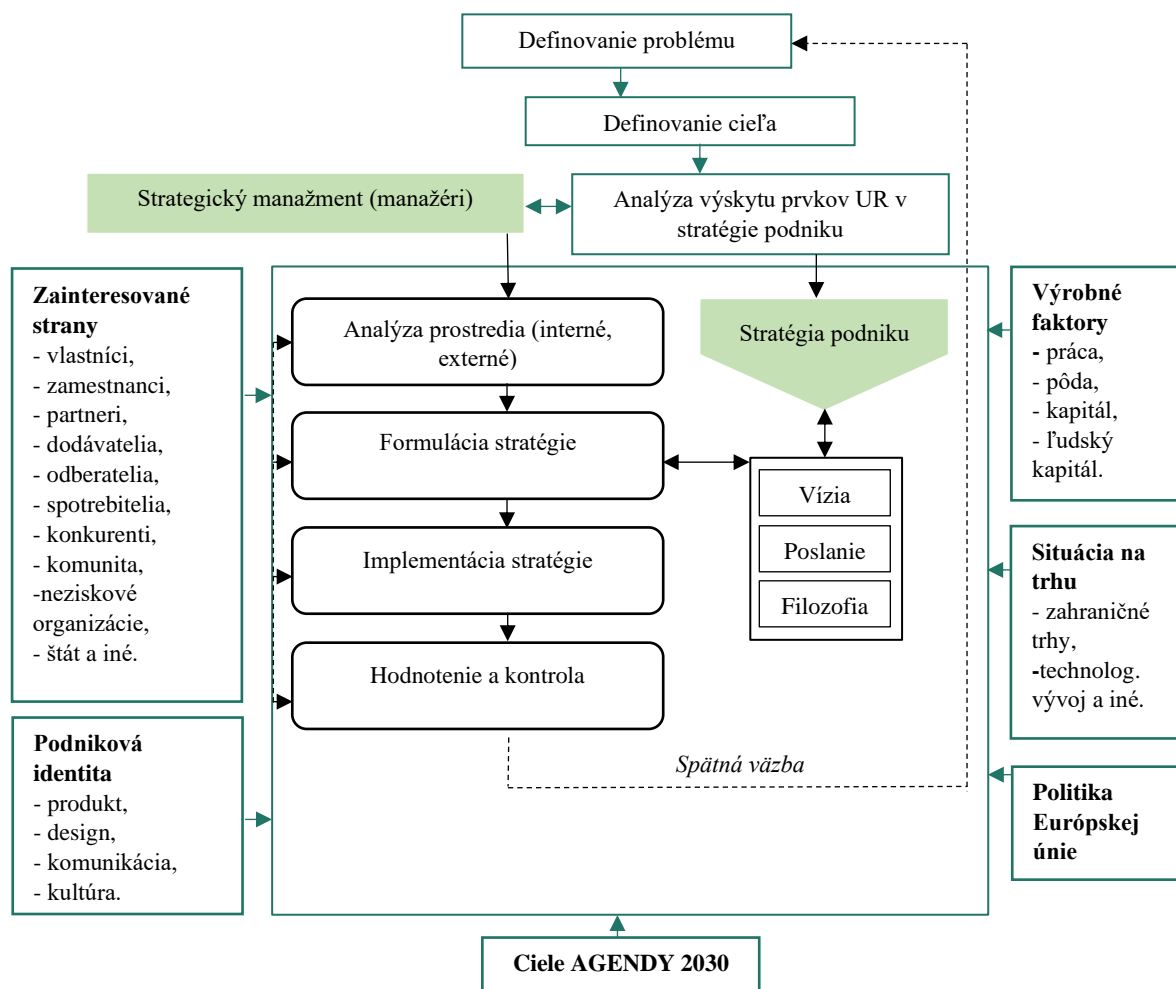 Definovanie problému
Definovanie cieľa
Strategický manažment (manažéri)
Analýza výskytu prvkov UR v
stratégie podniku
Zainteresované
strany
- vlastníci,
- zamestnanci,
- partneri,
- dodávatelia,
- odberatelia,
- spotrebitelia,
- konkurenti,
- komunita,
-neziskové
organizácie,
- štát a iné.
Podniková
identita
- produkt,
- design,
- komunikácia,
- kultúra.
Analýza prostredia (interné,
externé)
Formulácia stratégie
Implementácia stratégie
Hodnotenie a kontrola
Stratégia podniku
Vízia
Poslanie
Filozofia
Spätná väzba
Výrobné
faktory
- práca,
- pôda,
- kapitál,
- ľudský
kapitál.
Situácia na
trhu
- zahraničné
trhy,
-technolog.
vývoj a iné.
Politika
Európskej
únie
Ciele AGENDY 2030